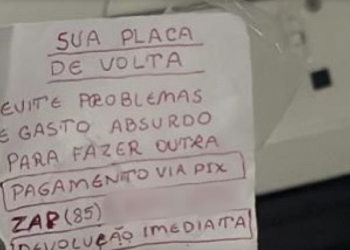 SUA PLACA
DE VOLTA
EVITE PROBLEMAS
E GASTO ABSURDO
PARA FAZER OUTRA
PAGAMENTO VIA PIX
ZAP (85)
DEVOLUÇÃO IMEDIATA